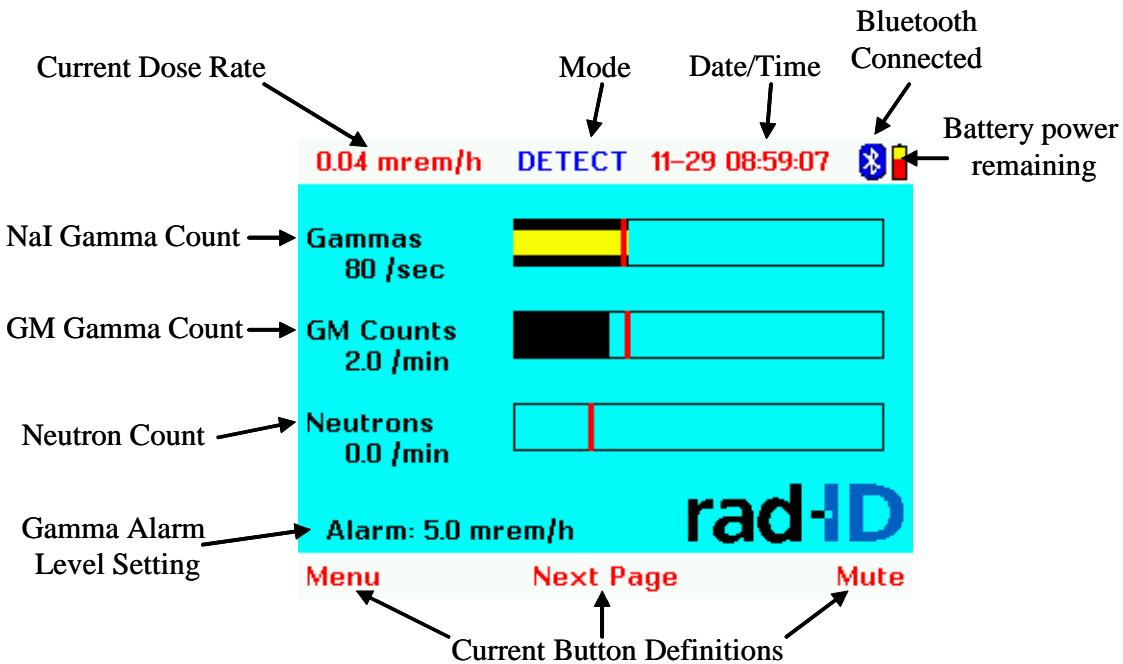 Bluetooth
Connected
Current Dose Rate
Mode
Date/Time
Battery power
remaining
0.04 mrem/h DETECT 11-29 08:59:07
NaI Gamma Count
Gammas
80 /sec
GM Gamma Count
GM Counts
2.0 /min
Neutron Count
Neutrons
0.0 /min
Gamma Alarm
Level Setting
Alarm: 5.0 mrem/h
rad-ID
Menu Next Page Mute
Current Button Definitions